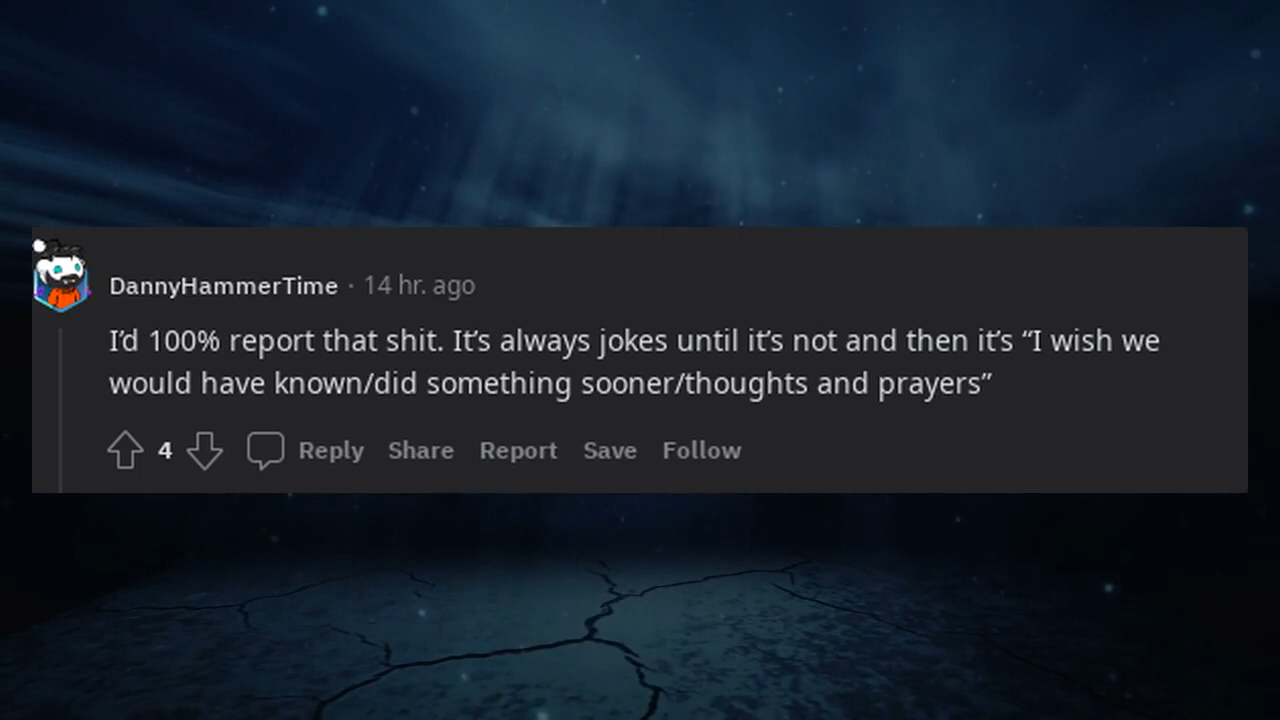 DannyHammerTime · 14 hr. ago
I’d 100% report that shit. It’s always jokes until it’s not and then it’s “I wish we
would have known/did something sooner/thoughts and prayers”
4 Reply Share Report Save Follow